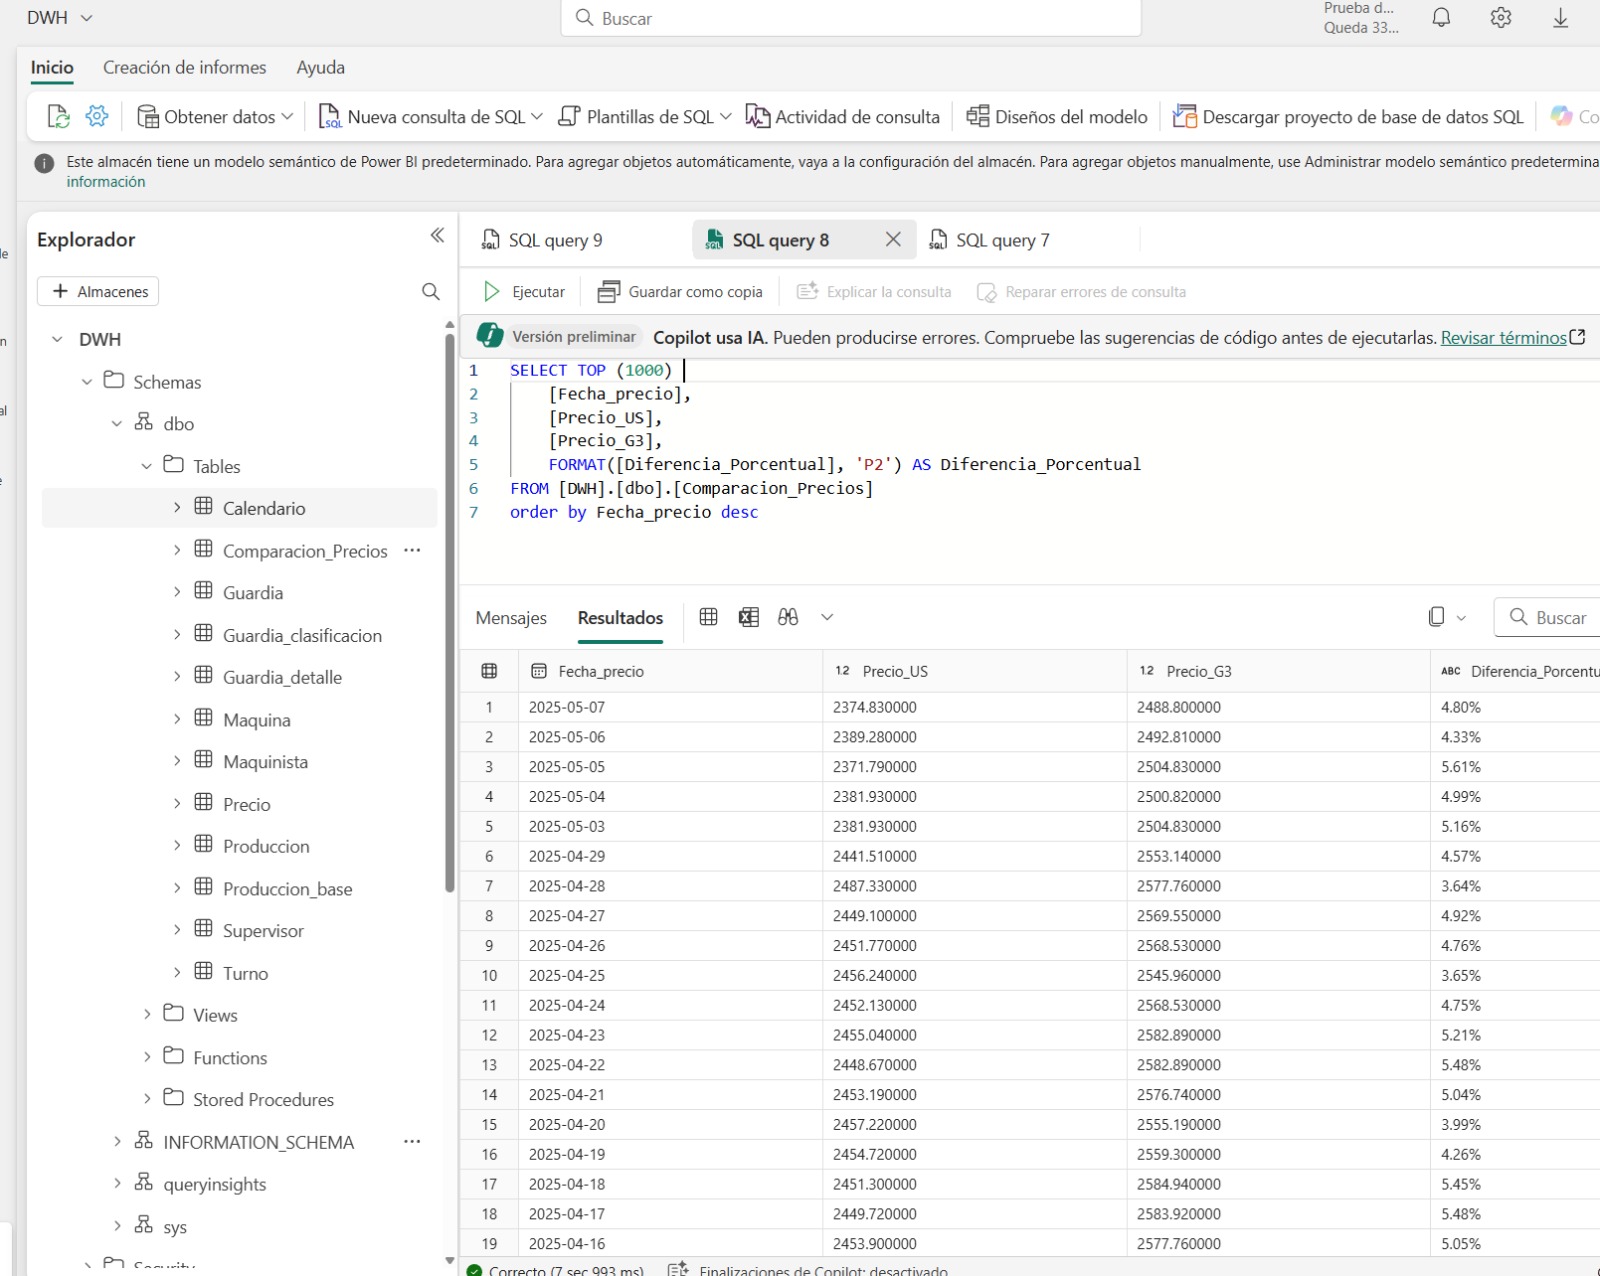 DWH
Buscar
Prueba d...
Queda 33...
Inicio
Creación de informes
Ayuda
Obtener datos
Nueva consulta de SQL
Plantillas de SQL
Actividad de consulta
Diseños del modelo
Descargar proyecto de base de datos SQL
Co
Este almacén tiene un modelo semántico de Power BI predeterminado. Para agregar objetos automáticamente, vaya a la configuración del almacén. Para agregar objetos manualmente, use Administrar modelo semántico predetermina
información
Explorador
Almacenes
DWH
Schemas
dbo
Tables
Calendario
Comparacion_Precios ...
Guardia
Guardia_clasificacion
Guardia_detalle
Maquina
Maquinista
Precio
Produccion
Produccion_base
Supervisor
Turno
Views
Functions
Stored Procedures
INFORMATION_SCHEMA ...
queryinsights
sys
Security
SQL query 9
SQL query 8
SQL query 7
Ejecutar
Guardar como copia
Explicar la consulta
Reparar errores de consulta
Versión preliminar
Copilot usa IA. Pueden producirse errores. Compruebe las sugerencias de código antes de ejecutarlas. Revisar términos
1 SELECT TOP (1000)
2 [Fecha_precio],
3 [Precio_US],
4 [Precio_G3],
5 FORMAT([Diferencia_Porcentual], 'P2') AS Diferencia_Porcentual
6 FROM [DWH].[dbo].[Comparacion_Precios]
7 order by Fecha_precio desc
Mensajes
Resultados
Buscar
Fecha_precio 1.2 Precio_US 1.2 Precio_G3 ABC Diferencia_Porcentu
1 2025-05-07 2374.830000 2488.800000 4.80%
2 2025-05-06 2389.280000 2492.810000 4.33%
3 2025-05-05 2371.790000 2504.830000 5.61%
4 2025-05-04 2381.930000 2500.820000 4.99%
5 2025-05-03 2381.930000 2504.830000 5.16%
6 2025-04-29 2441.510000 2553.140000 4.57%
7 2025-04-28 2487.330000 2577.760000 3.64%
8 2025-04-27 2449.100000 2569.550000 4.92%
9 2025-04-26 2451.770000 2568.530000 4.76%
10 2025-04-25 2456.240000 2545.960000 3.65%
11 2025-04-24 2452.130000 2568.530000 4.75%
12 2025-04-23 2455.040000 2582.890000 5.21%
13 2025-04-22 2448.670000 2582.890000 5.48%
14 2025-04-21 2453.190000 2576.740000 5.04%
15 2025-04-20 2457.220000 2555.190000 3.99%
16 2025-04-19 2454.720000 2559.300000 4.26%
17 2025-04-18 2451.300000 2584.940000 5.45%
18 2025-04-17 2449.720000 2583.920000 5.48%
19 2025-04-16 2453.900000 2577.760000 5.05%
Correcto (7 sec 993 ms)
Finalizaciones de Copilot: desactivado